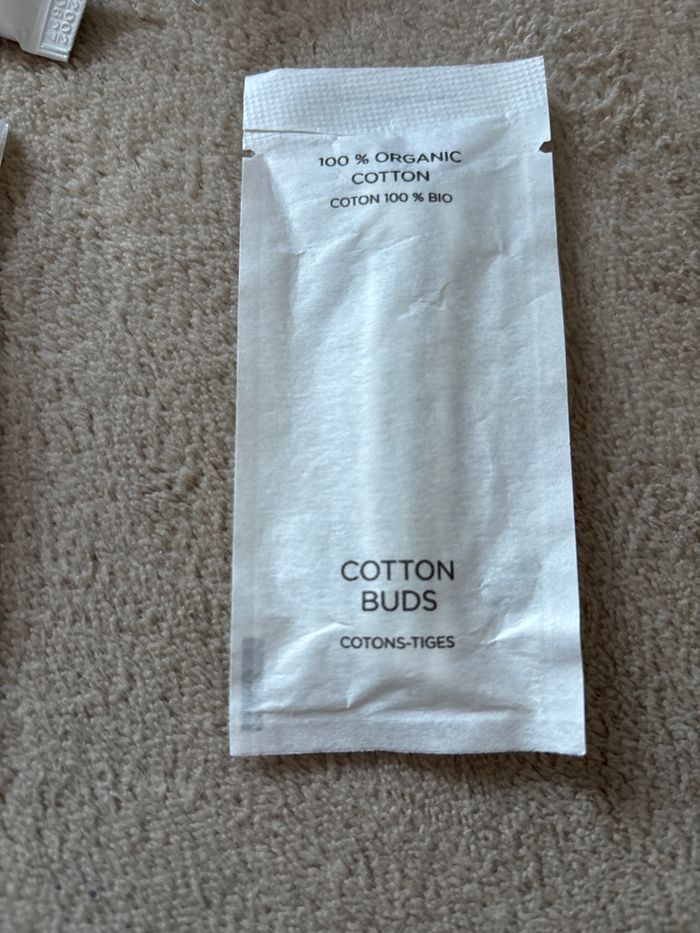 100 % ORGANIC
COTTON
COTON 100 % BIO
COTTON
BUDS
COTONS-TIGES